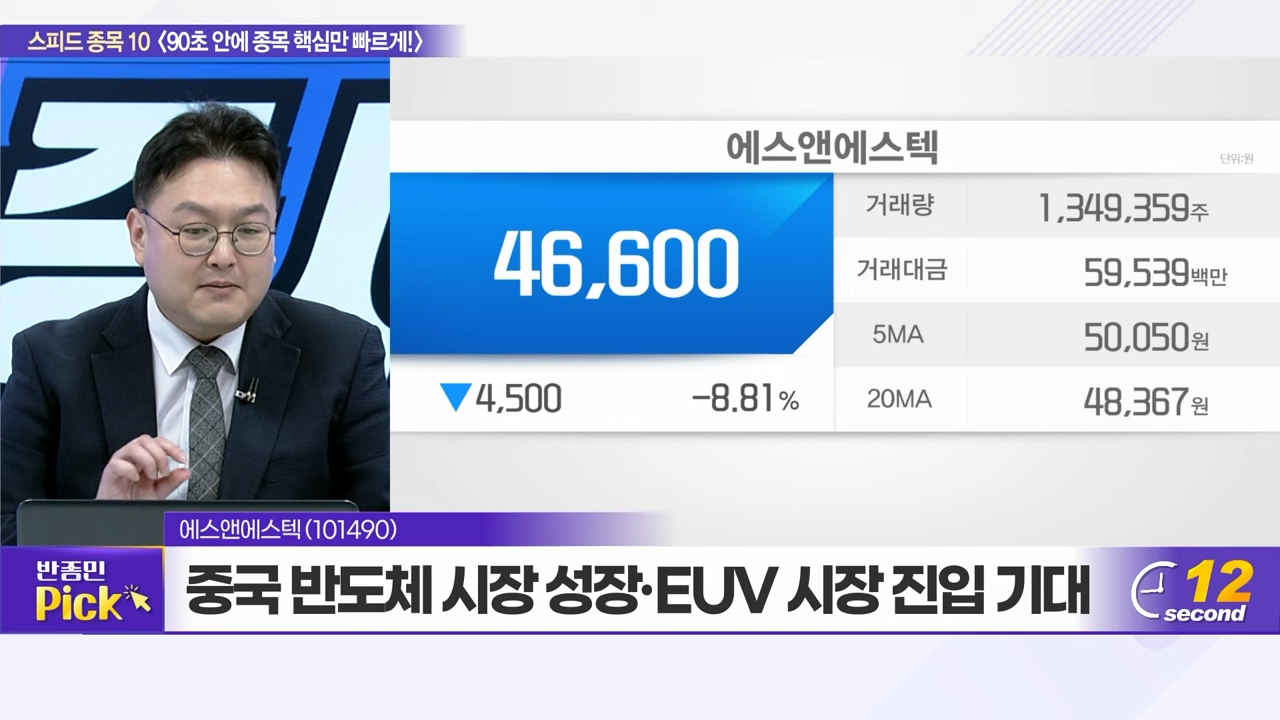 스피드 종목 10 〈90초 안에 종목 핵심만 빠르게!〉
에스앤에스텍
단위:원
46,600
▼4,500 -8.81%
거래량 1,349,359주
거래대금 59,539백만
5MA 50,050원
20MA 48,367원
에스앤에스텍(101490)
반종민
Pick
중국 반도체 시장 성장·EUV 시장 진입 기대
12
second